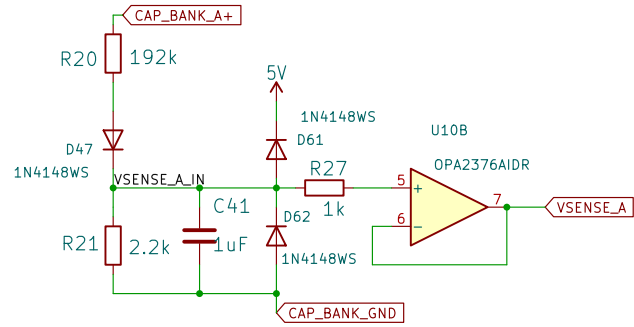 CAP_BANK_A+
R20
192k
5V
1N4148WS
D61
U10B
D47
1N4148WS
VSENSE_A_IN
R27
OPA2376AIDR
5
+
7
VSENSE_A
C41
D62
1k
6
−
R21
2.2k
1uF
1N4148WS
CAP_BANK_GND